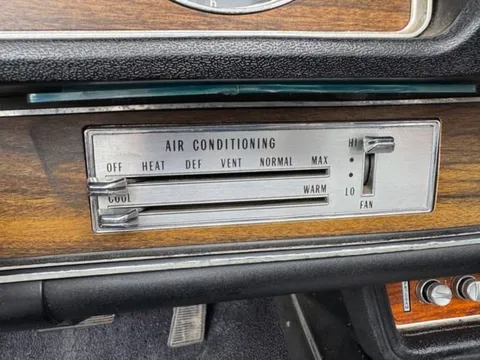 AIR CONDITIONING
HI
OFF HEAT DEF VENT NORMAL MAX
COOL WARM
LO
FAN